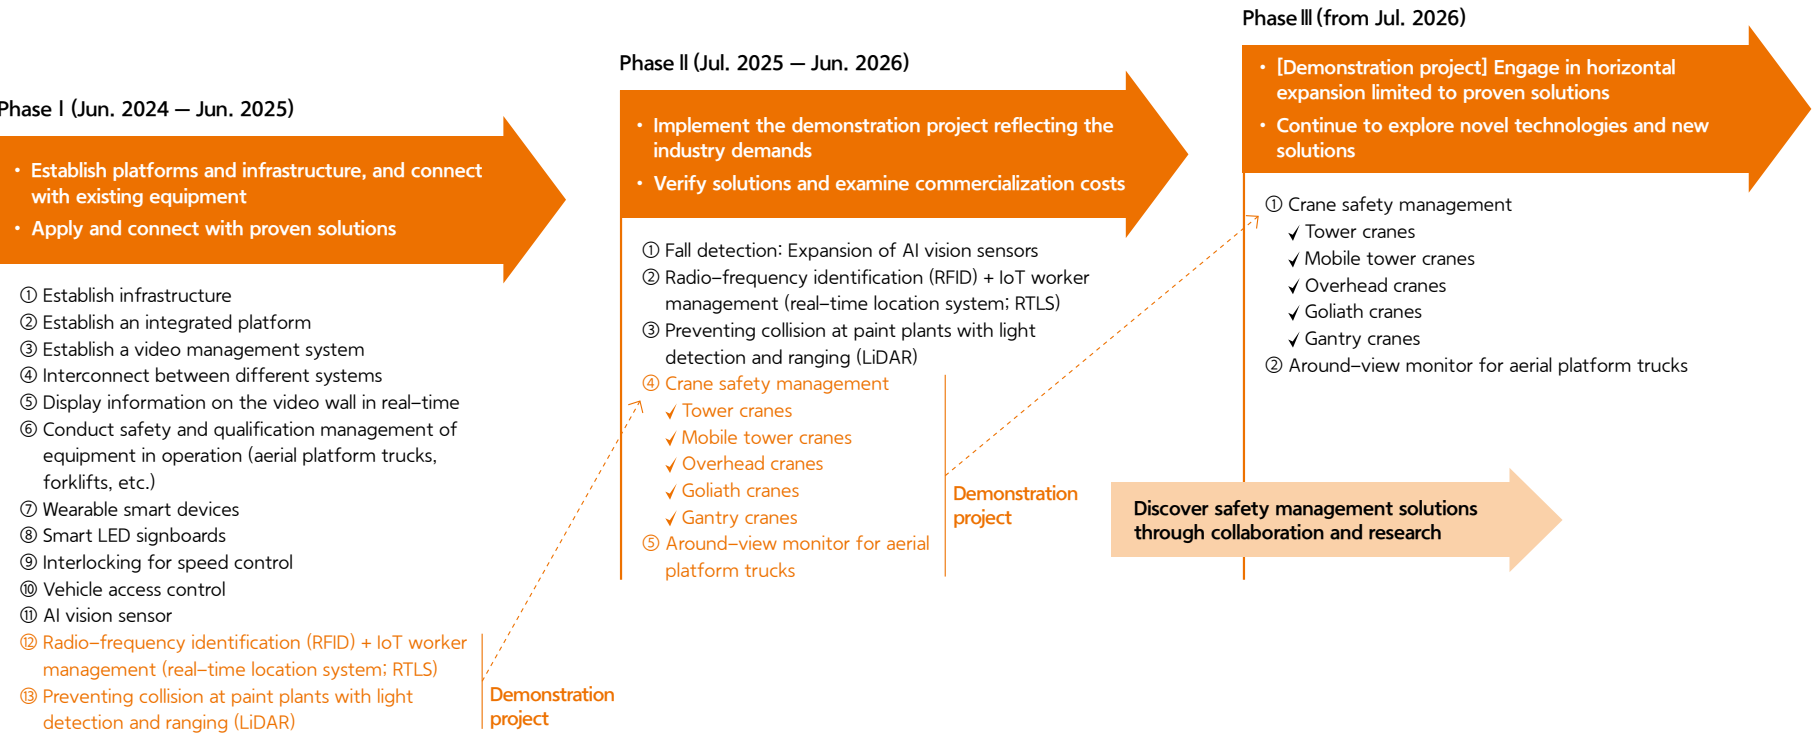 Phase Ⅰ (Jun. 2024 – Jun. 2025)
• Establish platforms and infrastructure, and connect
with existing equipment
• Apply and connect with proven solutions
① Establish infrastructure
② Establish an integrated platform
③ Establish a video management system
④ Interconnect between different systems
⑤ Display information on the video wall in real-time
⑥ Conduct safety and qualification management of
equipment in operation (aerial platform trucks,
forklifts, etc.)
⑦ Wearable smart devices
⑧ Smart LED signboards
⑨ Interlocking for speed control
⑩ Vehicle access control
⑪ AI vision sensor
⑫ Radio-frequency identification (RFID) + IoT worker
management (real-time location system; RTLS)
⑬ Preventing collision at paint plants with light
detection and ranging (LiDAR)
Demonstration
project
Phase Ⅱ (Jul. 2025 – Jun. 2026)
• Implement the demonstration project reflecting the
industry demands
• Verify solutions and examine commercialization costs
① Fall detection: Expansion of AI vision sensors
② Radio-frequency identification (RFID) + IoT worker
management (real-time location system; RTLS)
③ Preventing collision at paint plants with light
detection and ranging (LiDAR)
④ Crane safety management
✓ Tower cranes
✓ Mobile tower cranes
✓ Overhead cranes
✓ Goliath cranes
✓ Gantry cranes
⑤ Around-view monitor for aerial
platform trucks
Demonstration
project
Phase Ⅲ (from Jul. 2026)
• [Demonstration project] Engage in horizontal
expansion limited to proven solutions
• Continue to explore novel technologies and new
solutions
① Crane safety management
✓ Tower cranes
✓ Mobile tower cranes
✓ Overhead cranes
✓ Goliath cranes
✓ Gantry cranes
② Around-view monitor for aerial platform trucks
Discover safety management solutions
through collaboration and research